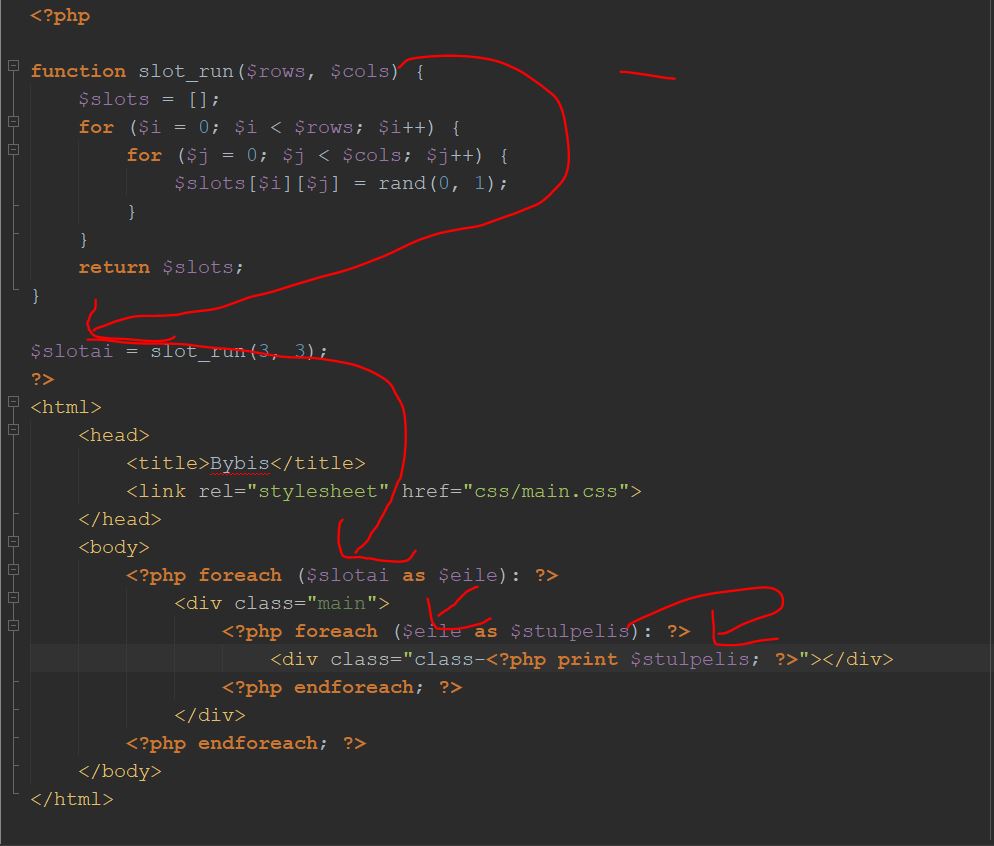 <?php
function slot_run($rows, $cols) {
$slots = [];
for ($i = 0; $i < $rows; $i++) {
for ($j = 0; $j < $cols; $j++) {
$slots[$i][$j] = rand(0, 1);
}
}
return $slots;
}
$slotai = slot_run(3, 3);
?>
<html>
<head>
<title>Bybis</title>
<link rel="stylesheet" href="css/main.css">
</head>
<body>
<?php foreach ($slotai as $eile): ?>
<div class="main">
<?php foreach ($eile as $stulpelis): ?>
<div class="class-<?php print $stulpelis; ?>"></div>
<?php endforeach; ?>
</div>
<?php endforeach; ?>
</body>
</html>